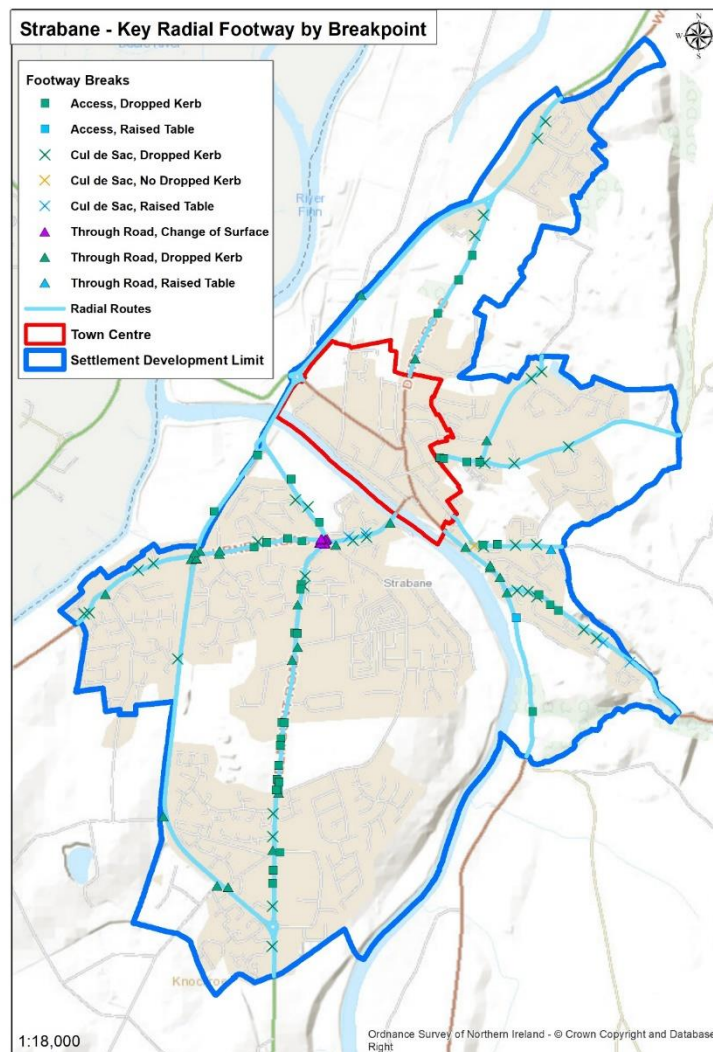 Strabane - Key Radial Footway by Breakpoint
N
W
E
S
Footway Breaks
Access, Dropped Kerb
Access, Raised Table
Cul de Sac, Dropped Kerb
Cul de Sac, No Dropped Kerb
Cul de Sac, Raised Table
Through Road, Change of Surface
Through Road, Dropped Kerb
Through Road, Raised Table
Radial Routes
Town Centre
Settlement Development Limit
River
Finn
Strabane
1:18,000
Ordnance Survey of Northern Ireland - © Crown Copyright and Database
Right